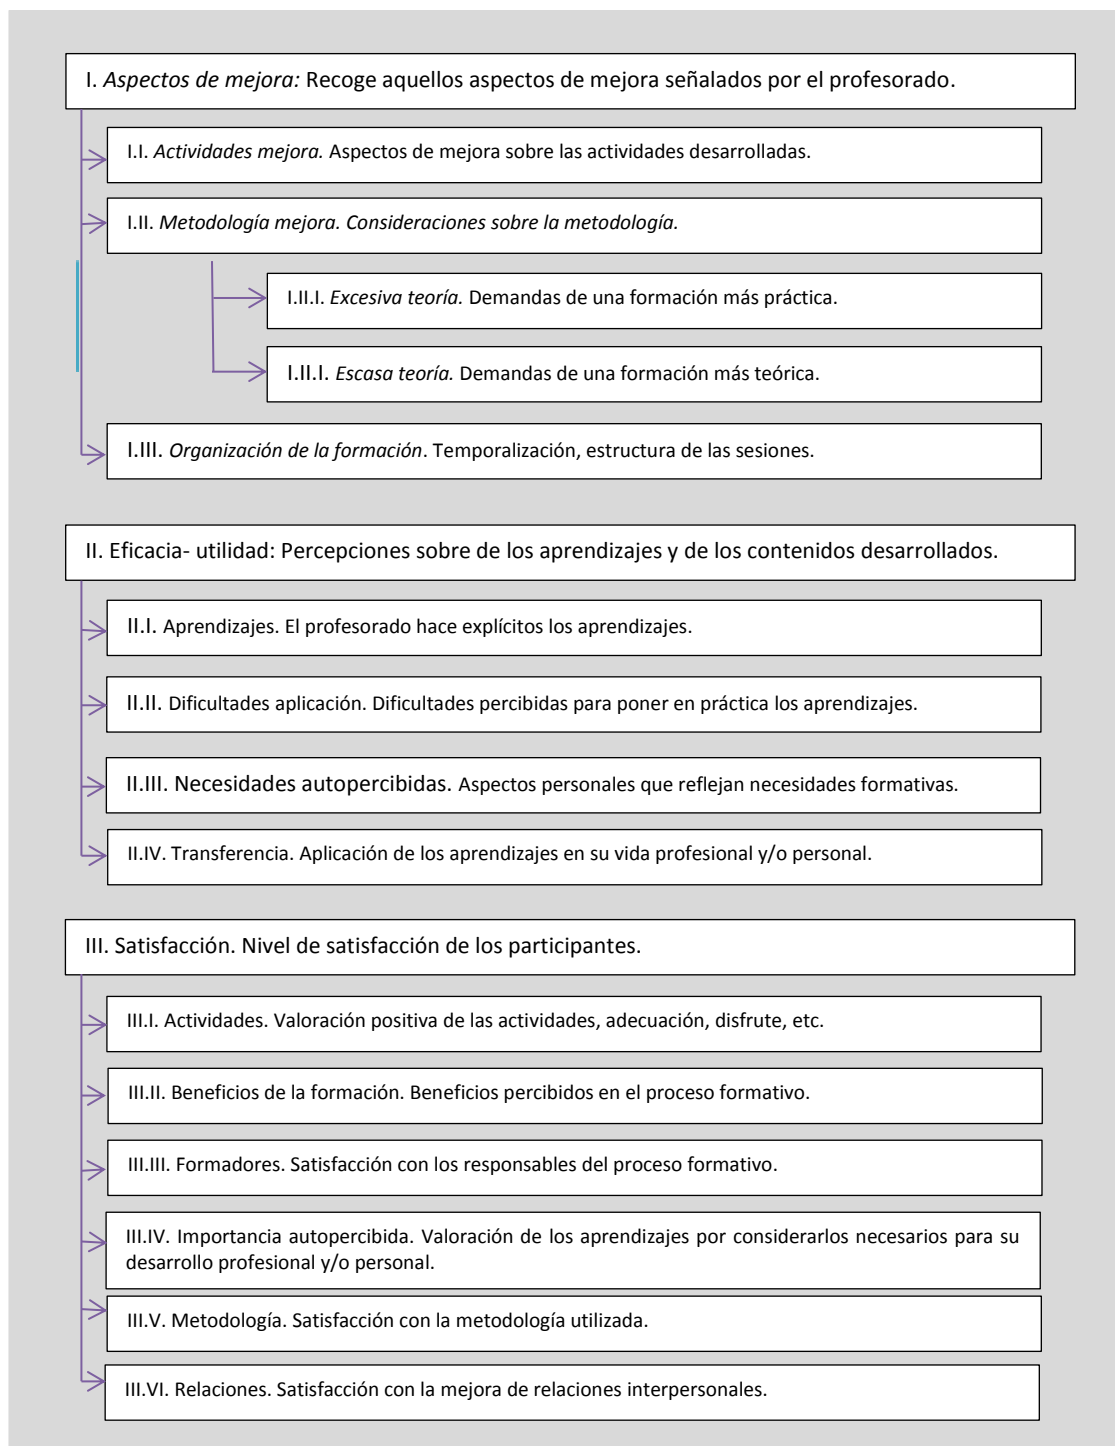 I. Aspectos de mejora: Recoge aquellos aspectos de mejora señalados por el profesorado.
I.I. Actividades mejora. Aspectos de mejora sobre las actividades desarrolladas.
I.II. Metodología mejora. Consideraciones sobre la metodología.
I.II.I. Excesiva teoría. Demandas de una formación más práctica.
I.II.I. Escasa teoría. Demandas de una formación más teórica.
I.III. Organización de la formación. Temporalización, estructura de las sesiones.
II. Eficacia- utilidad: Percepciones sobre de los aprendizajes y de los contenidos desarrollados.
II.I. Aprendizajes. El profesorado hace explícitos los aprendizajes.
II.II. Dificultades aplicación. Dificultades percibidas para poner en práctica los aprendizajes.
II.III. Necesidades autopercibidas. Aspectos personales que reflejan necesidades formativas.
II.IV. Transferencia. Aplicación de los aprendizajes en su vida profesional y/o personal.
III. Satisfacción. Nivel de satisfacción de los participantes.
III.I. Actividades. Valoración positiva de las actividades, adecuación, disfrute, etc.
III.II. Beneficios de la formación. Beneficios percibidos en el proceso formativo.
III.III. Formadores. Satisfacción con los responsables del proceso formativo.
III.IV. Importancia autopercibida. Valoración de los aprendizajes por considerarlos necesarios para su
desarrollo profesional y/o personal.
III.V. Metodología. Satisfacción con la metodología utilizada.
III.VI. Relaciones. Satisfacción con la mejora de relaciones interpersonales.